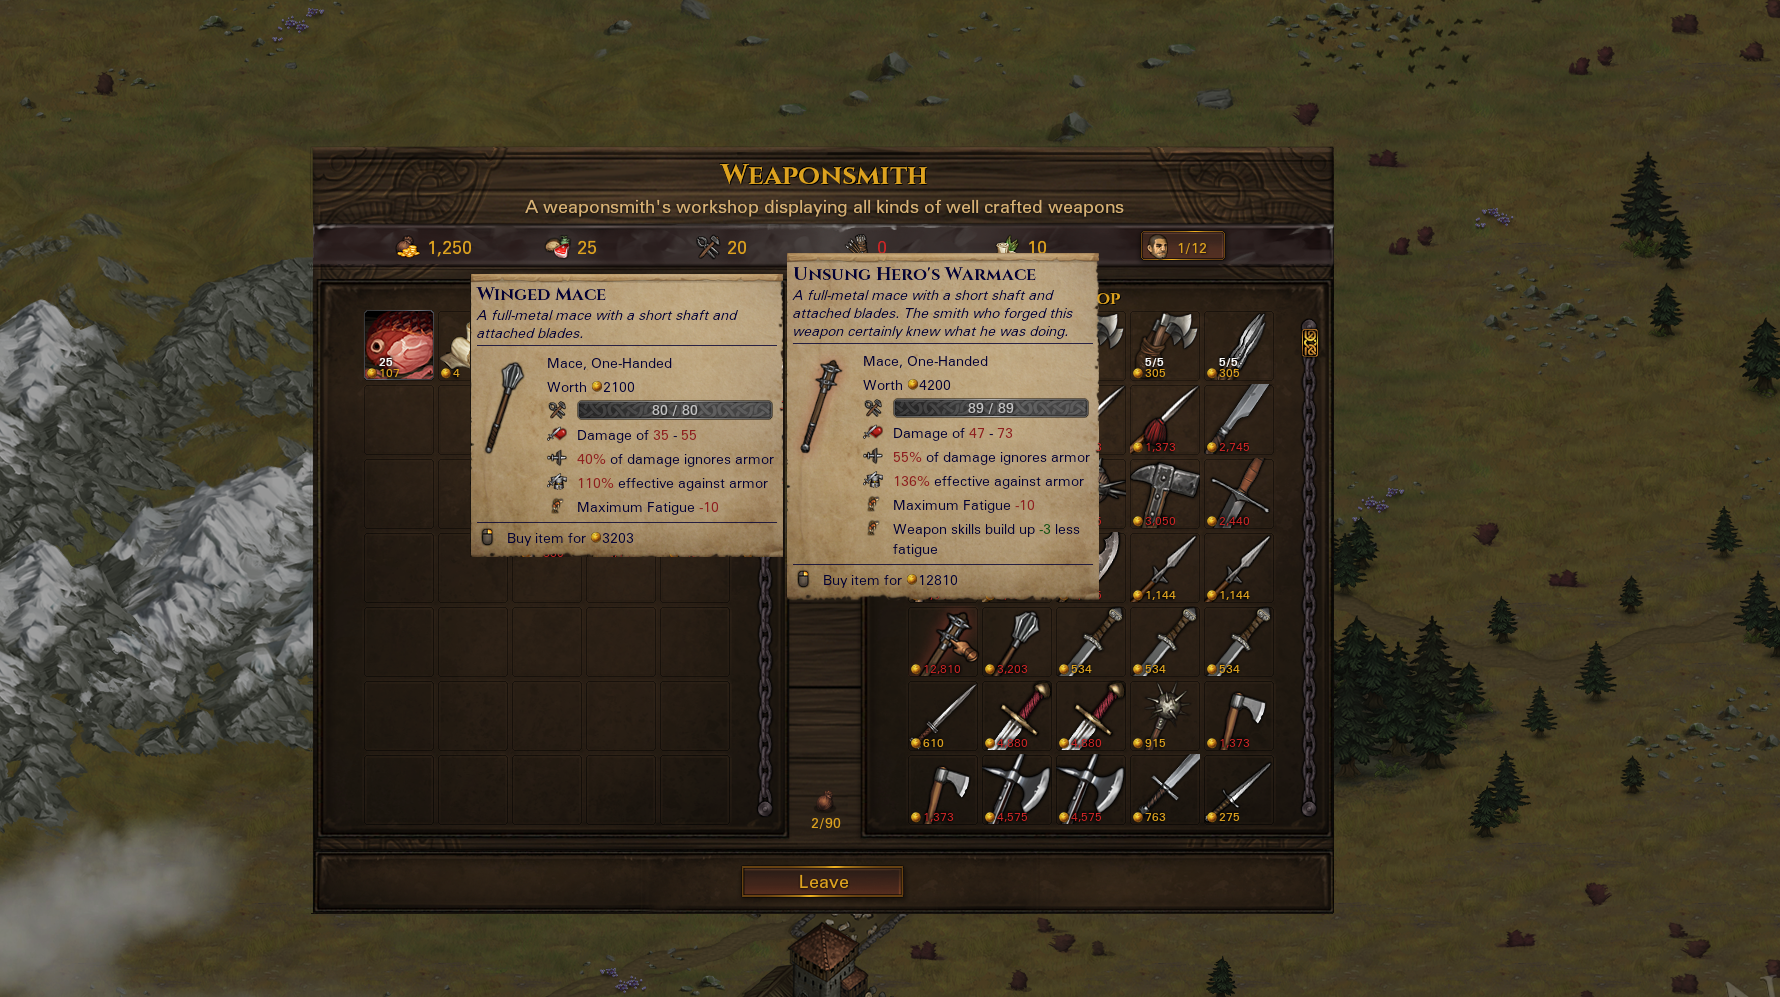 Weaponsmith
A weaponsmith's workshop displaying all kinds of well crafted weapons
1,250
25
20
0
10
1/12
Winged Mace
A full-metal mace with a short shaft and
attached blades.
Mace, One-Handed
Worth 2100
80 / 80
Damage of 35 - 55
40% of damage ignores armor
110% effective against armor
Maximum Fatigue -10
Buy item for 3203
Unsung Hero's Warmace
A full-metal mace with a short shaft and
attached blades. The smith who forged this
weapon certainly knew what he was doing.
Mace, One-Handed
Worth 4200
89 / 89
Damage of 47 - 73
55% of damage ignores armor
136% effective against armor
Maximum Fatigue -10
Weapon skills build up -3 less
fatigue
Buy item for 12810
25
107
4
5/5
305
5/5
305
1,373
2,745
3,050
2,440
1,144
1,144
12,810
3,203
534
534
534
610
4,880
4,880
915
1,373
1,373
4,575
4,575
763
275
2/90
Leave